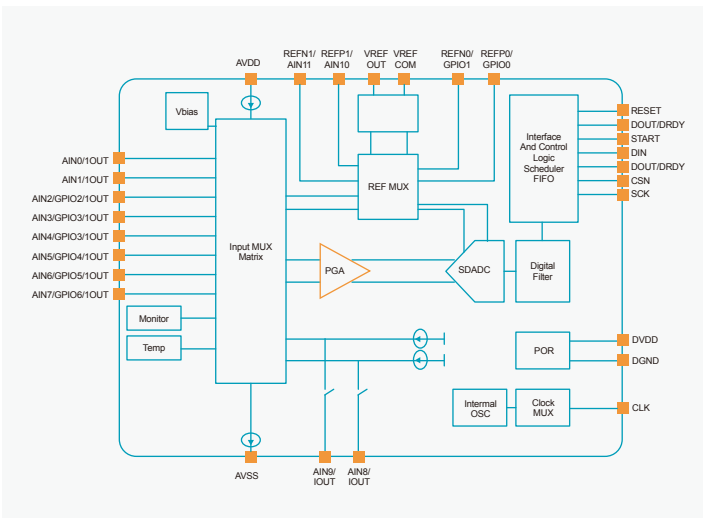 AVDD
REFN1/
AIN11
REFP1/
AIN10
VREF
OUT
VREF
COM
REFN0/
GPIO1
REFP0/
GPIO0
Vbias
Interface
And Control
Logic
Scheduler
FIFO
RESET
DOUT/DRDY
START
DIN
DOUT/DRDY
CSN
SCK
AIN0/1OUT
AIN1/1OUT
AIN2/GPIO2/1OUT
AIN3/GPIO3/1OUT
AIN4/GPIO3/1OUT
AIN5/GPIO4/1OUT
AIN6/GPIO5/1OUT
AIN7/GPIO6/1OUT
REF MUX
Input MUX
Matrix
PGA
SDADC
Digital
Filter
Monitor
Temp
POR
DVDD
DGND
Internal
OSC
Clock
MUX
CLK
AVSS
AIN9/
IOUT
AIN8/
IOUT